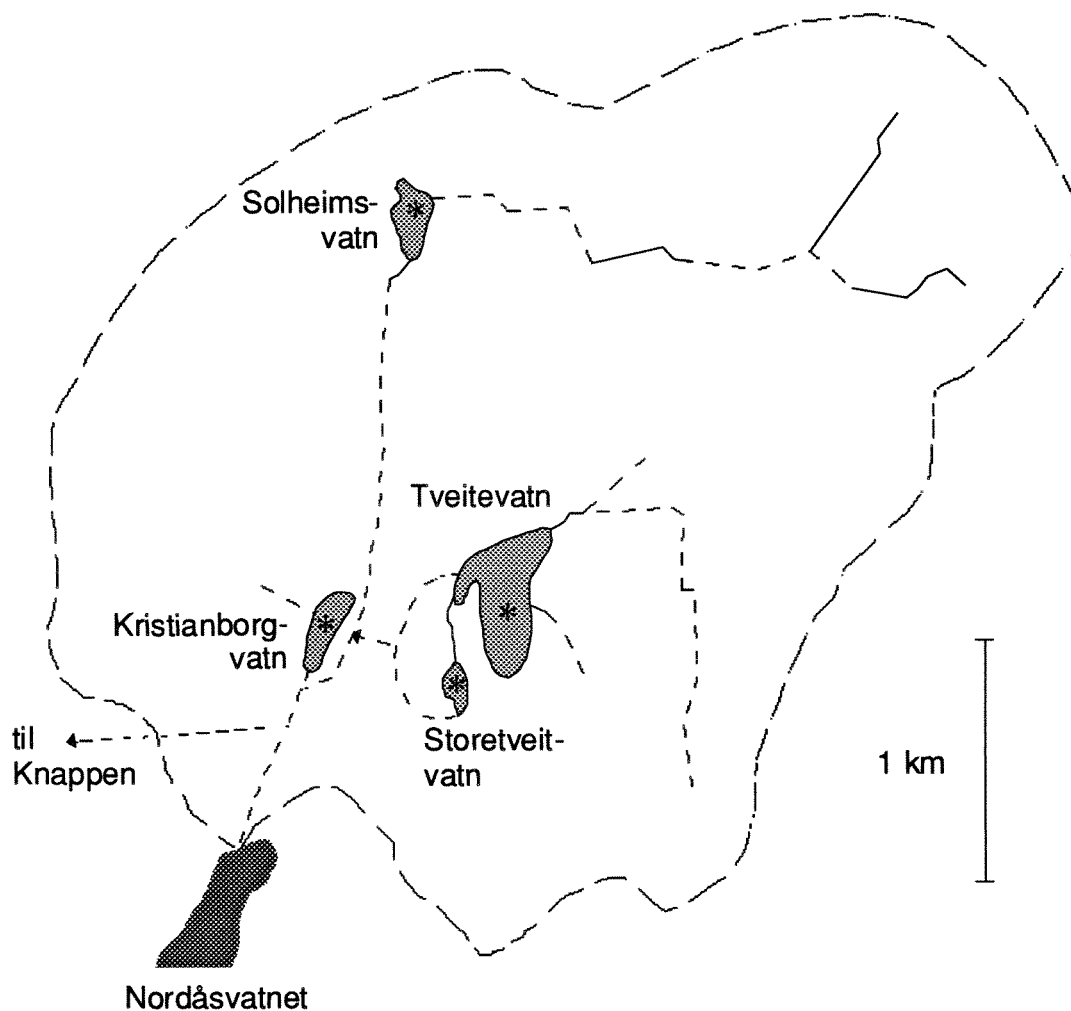 Solheims-
vatn
Tveitevatn
Kristianborg-
vatn
til
Knappen
Storetveit-
vatn
1 km
Nordåsvatnet